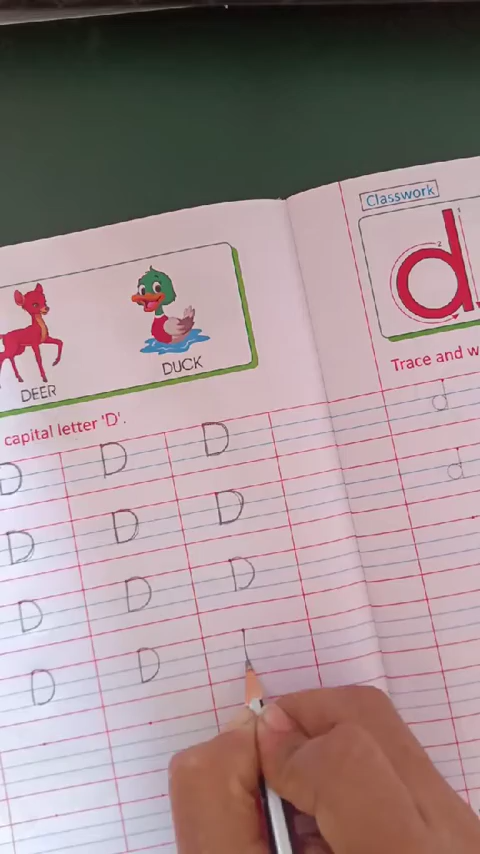 DEER DUCK
capital letter 'D'.
D D D
D D D
D D D
D D
Classwork
d
Trace and
d
d